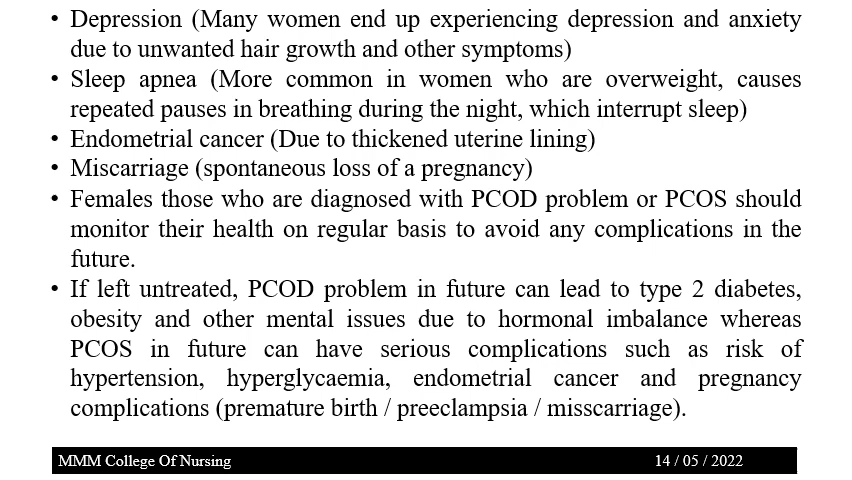 • Depression (Many women end up experiencing depression and anxiety
due to unwanted hair growth and other symptoms)
• Sleep apnea (More common in women who are overweight, causes
repeated pauses in breathing during the night, which interrupt sleep)
• Endometrial cancer (Due to thickened uterine lining)
• Miscarriage (spontaneous loss of a pregnancy)
• Females those who are diagnosed with PCOD problem or PCOS should
monitor their health on regular basis to avoid any complications in the
future.
• If left untreated, PCOD problem in future can lead to type 2 diabetes,
obesity and other mental issues due to hormonal imbalance whereas
PCOS in future can have serious complications such as risk of
hypertension, hyperglycaemia, endometrial cancer and pregnancy
complications (premature birth / preeclampsia / misscarriage).
MMM College Of Nursing 14 / 05 / 2022